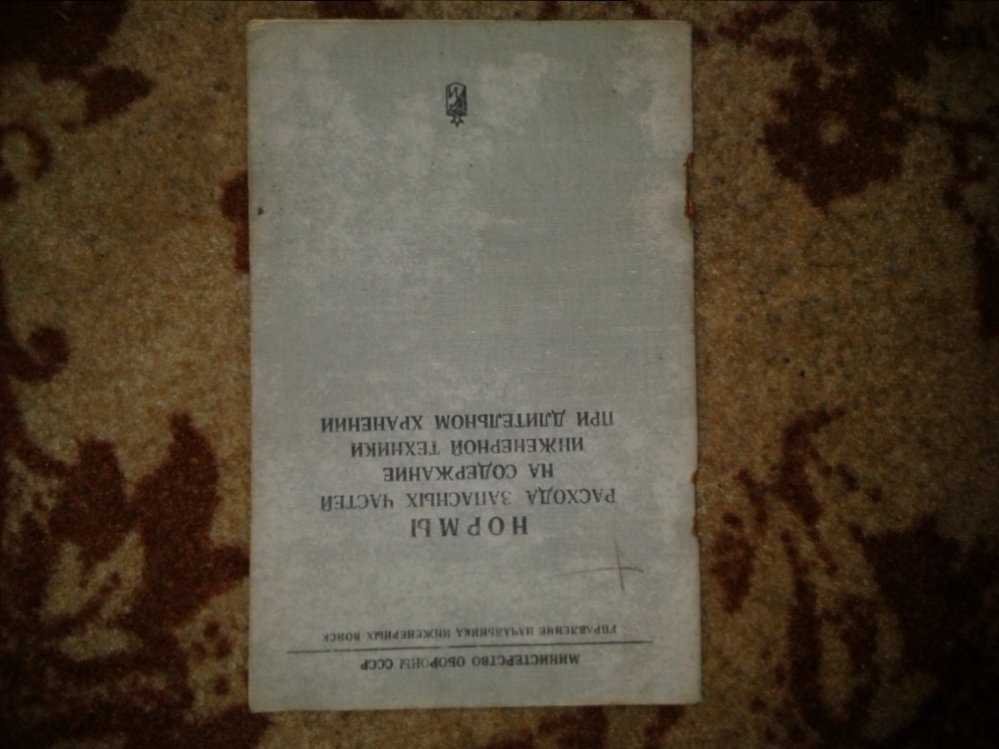 МИНИСТЕРСТВО ОБОРОНЫ СССР
УПРАВЛЕНИЕ НАЧАЛЬНИКА ИНЖЕНЕРНЫХ ВОЙСК
НОРМЫ
РАСХОДА ЗАПАСНЫХ ЧАСТЕЙ
НА СОДЕРЖАНИЕ
ИНЖЕНЕРНОЙ ТЕХНИКИ
ПРИ ДЛИТЕЛЬНОМ ХРАНЕНИИ